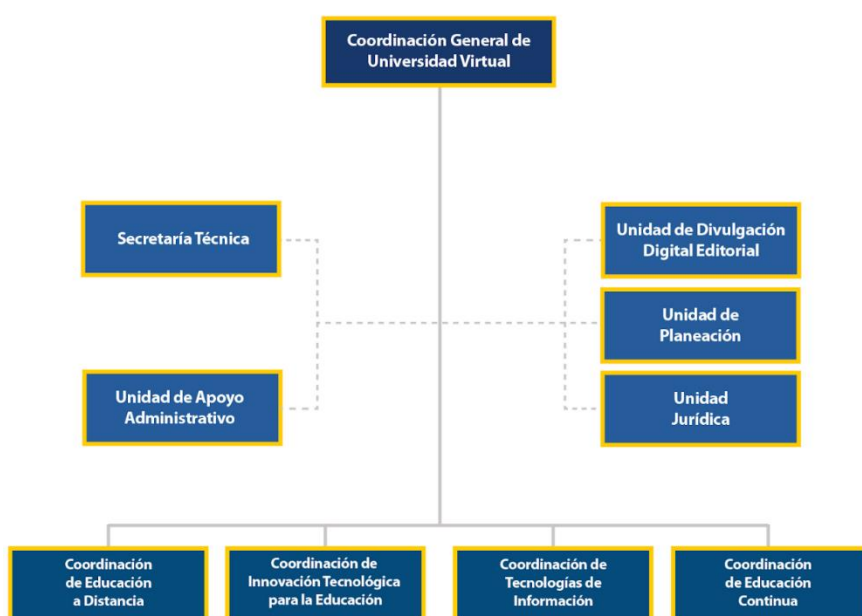 Coordinación General de
Universidad Virtual
Secretaría Técnica
Unidad de Divulgación
Digital Editorial
Unidad de
Planeación
Unidad de Apoyo
Administrativo
Unidad
Jurídica
Coordinación
de Educación
a Distancia
Coordinación de
Innovación Tecnológica
para la Educación
Coordinación de
Tecnologías de
Información
Coordinación
de Educación
Continua